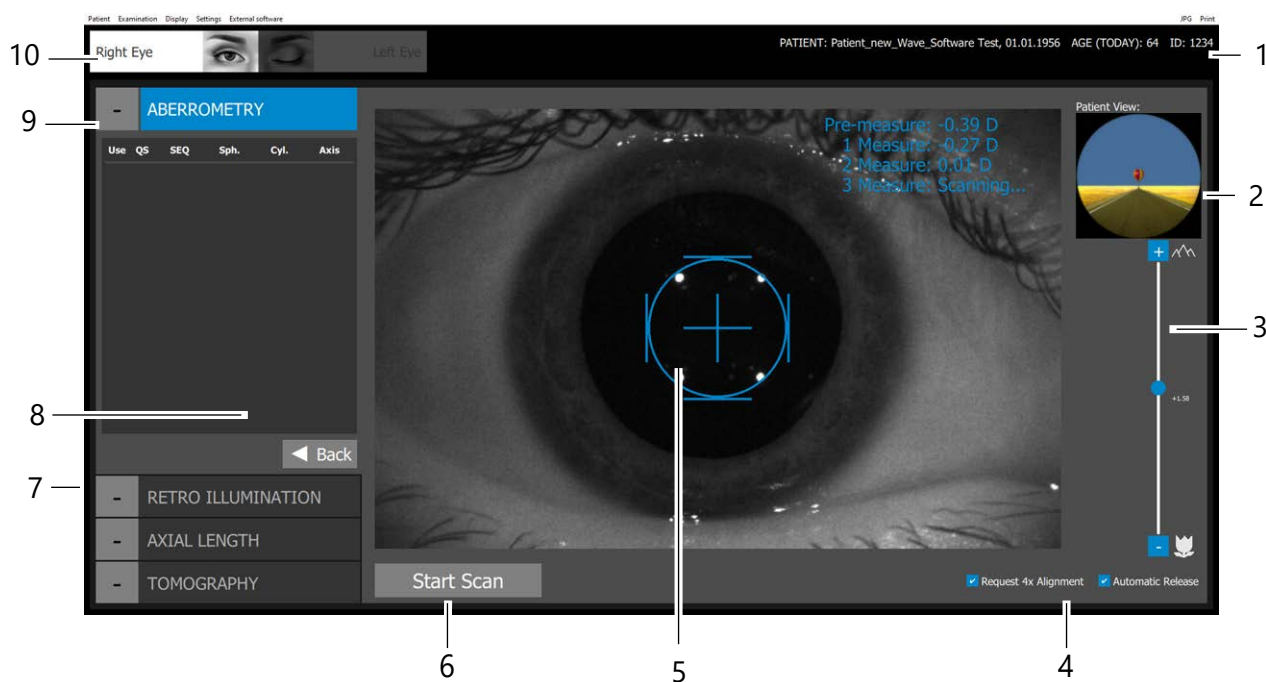 Patient Examination Display Settings External software JPG Print
Right Eye Left Eye PATIENT: Patient_new_Wave_Software Test, 01.01.1956 AGE (TODAY): 64 ID: 1234
10
1
- ABERROMETRY
9
Use QS SEQ Sph. Cyl. Axis
Pre-measure: -0.39 D
1 Measure: -0.27 D
2 Measure: 0.01 D
3 Measure: Scanning...
Patient View:
2
+
3
+1.58
8
Back
7
- RETRO ILLUMINATION
- AXIAL LENGTH
- TOMOGRAPHY
-
Start Scan
Request 4x Alignment Automatic Release
6
5
4